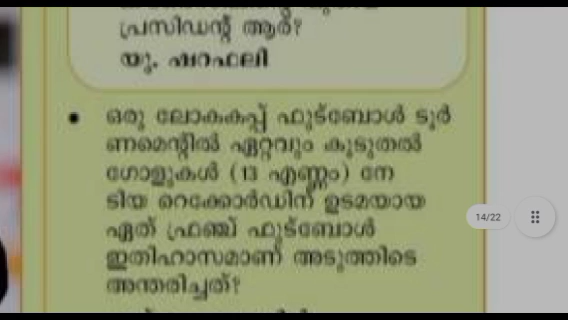 പ്രസിഡന്റ് ആര്?
യു. ഷറഫലി
ഒരു ലോകകപ്പ് ഫുട്ബോൾ ടൂർ
ണമെന്റിൽ ഏറ്റവും കൂടുതൽ
ഗോളുകൾ (13 എണ്ണം) നേ
ടിയ റെക്കോർഡിന് ഉടമയായ
ഏത് ഫ്രഞ്ച് ഫുട്ബോൾ
ഇതിഹാസമാണ് അടുത്തിടെ
അന്തരിച്ചത്?
14/22